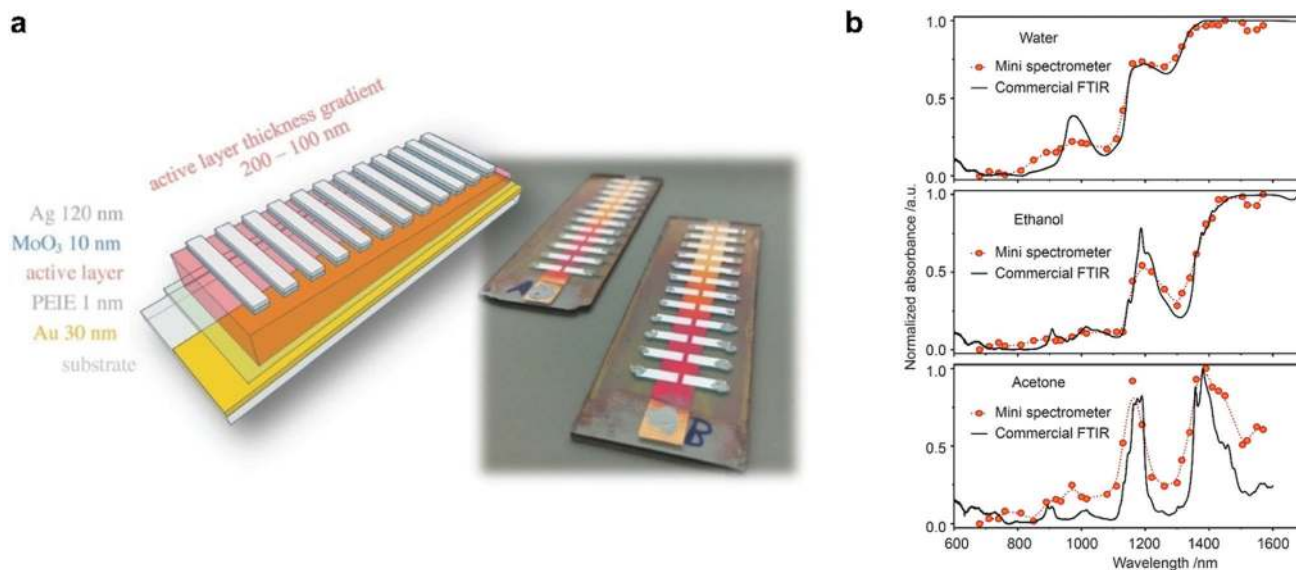 a
active layer thickness gradient
200 – 100 nm
Ag 120 nm
MoO₃ 10 nm
active layer
PEIE 1 nm
Au 30 nm
substrate
A
B
b
Normalized absorbance /a.u.
1.0
0.5
0.0
Water
Mini spectrometer
Commercial FTIR
1.0
0.5
0.0
Ethanol
Mini spectrometer
Commercial FTIR
1.0
0.5
0.0
Acetone
Mini spectrometer
Commercial FTIR
600 800 1000 1200 1400 1600
Wavelength /nm